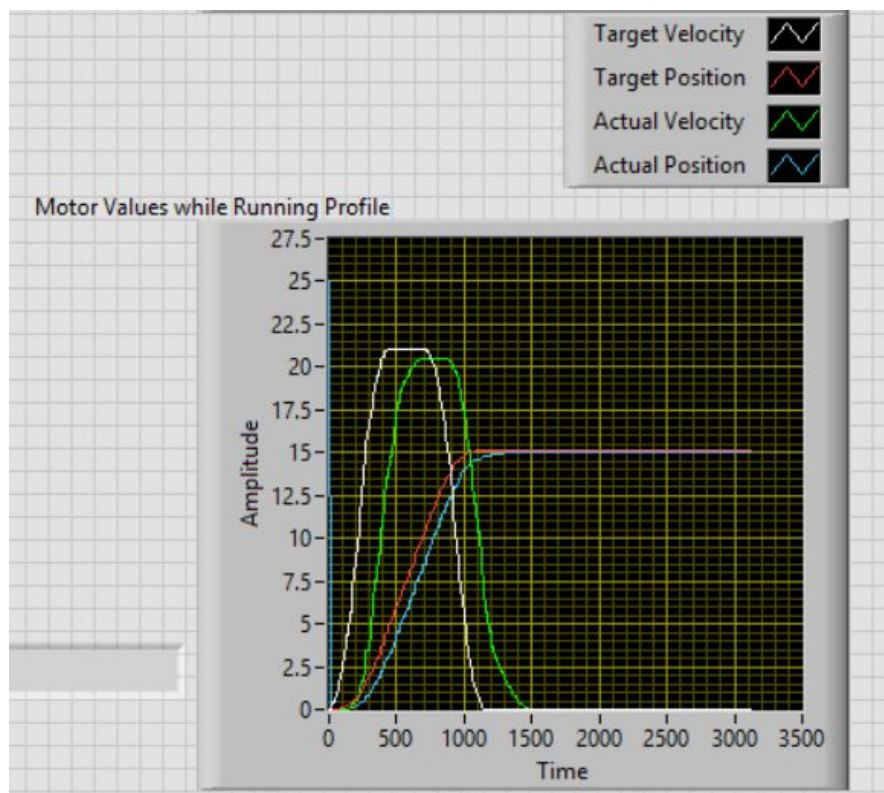 Target Velocity
Target Position
Actual Velocity
Actual Position
Motor Values while Running Profile
27.5
25
22.5
20
17.5
15
12.5
10
7.5
5
2.5
0
Amplitude
0 500 1000 1500 2000 2500 3000 3500
Time